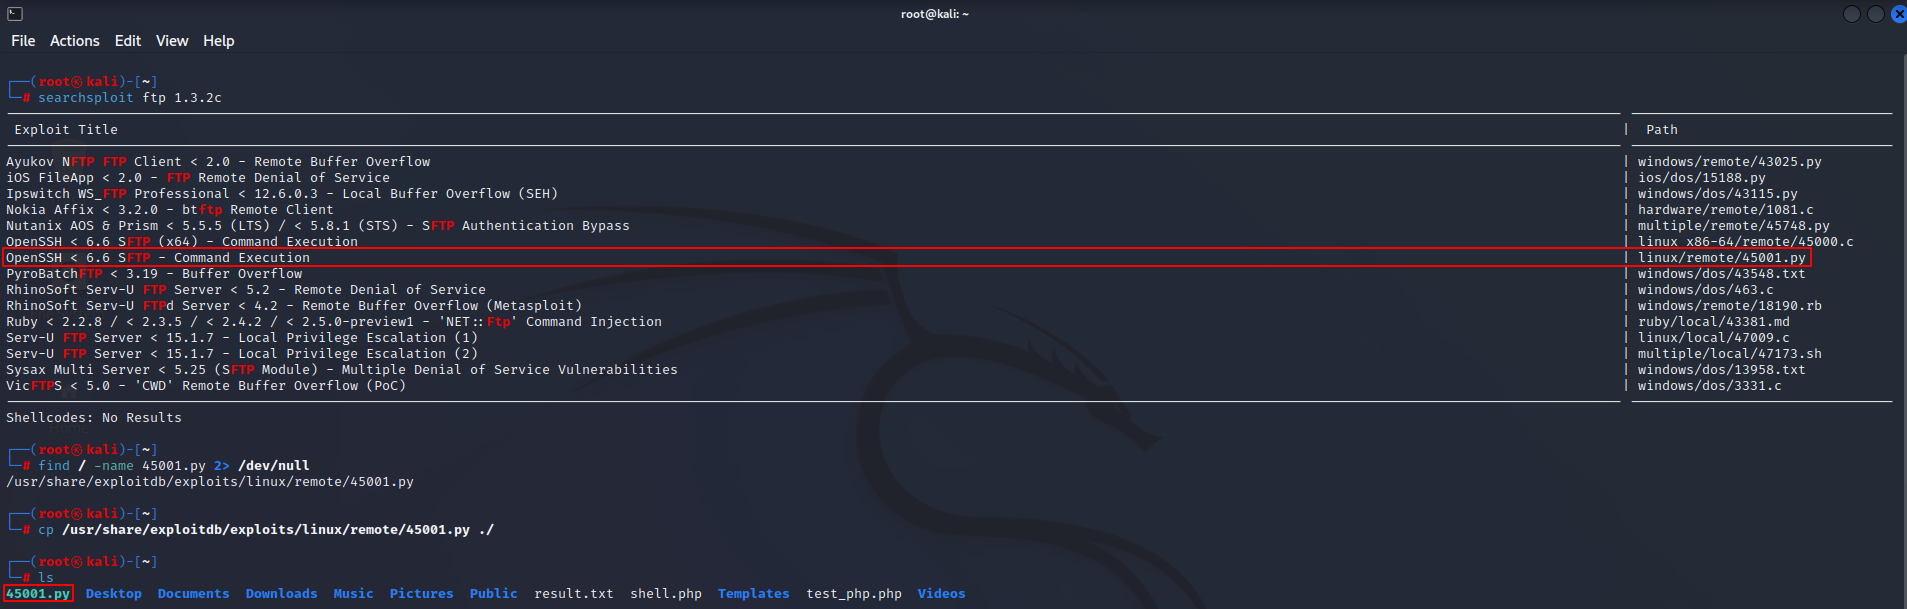 root@kali: ~
File Actions Edit View Help
┌──(root㉿kali)-[~]
└─# searchsploit ftp 1.3.2c
Exploit Title | Path
Ayukov NFTP FTP Client < 2.0 - Remote Buffer Overflow | windows/remote/43025.py
iOS FileApp < 2.0 - FTP Remote Denial of Service | ios/dos/15188.py
Ipswitch WS_FTP Professional < 12.6.0.3 - Local Buffer Overflow (SEH) | windows/dos/43115.py
Nokia Affix < 3.2.0 - btftp Remote Client | hardware/remote/1081.c
Nutanix AOS & Prism < 5.5.5 (LTS) / < 5.8.1 (STS) - SFTP Authentication Bypass | multiple/remote/45748.py
OpenSSH < 6.6 SFTP (x64) - Command Execution | linux_x86-64/remote/45000.c
OpenSSH < 6.6 SFTP - Command Execution | linux/remote/45001.py
PyroBatchFTP < 3.19 - Buffer Overflow | windows/dos/43548.txt
RhinoSoft Serv-U FTP Server < 5.2 - Remote Denial of Service | windows/dos/463.c
RhinoSoft Serv-U FTPd Server < 4.2 - Remote Buffer Overflow (Metasploit) | windows/remote/18190.rb
Ruby < 2.2.8 / < 2.3.5 / < 2.4.2 / < 2.5.0-preview1 - 'NET::Ftp' Command Injection | ruby/local/43381.md
Serv-U FTP Server < 15.1.7 - Local Privilege Escalation (1) | linux/local/47009.c
Serv-U FTP Server < 15.1.7 - Local Privilege Escalation (2) | multiple/local/47173.sh
Sysax Multi Server < 5.25 (SFTP Module) - Multiple Denial of Service Vulnerabilities | windows/dos/13958.txt
VicFTPS < 5.0 - 'CWD' Remote Buffer Overflow (PoC) | windows/dos/3331.c
Shellcodes: No Results
┌──(root㉿kali)-[~]
└─# find / -name 45001.py 2> /dev/null
/usr/share/exploitdb/exploits/linux/remote/45001.py
┌──(root㉿kali)-[~]
└─# cp /usr/share/exploitdb/exploits/linux/remote/45001.py ./
┌──(root㉿kali)-[~]
└─# ls
45001.py Desktop Documents Downloads Music Pictures Public result.txt shell.php Templates test_php.php Videos